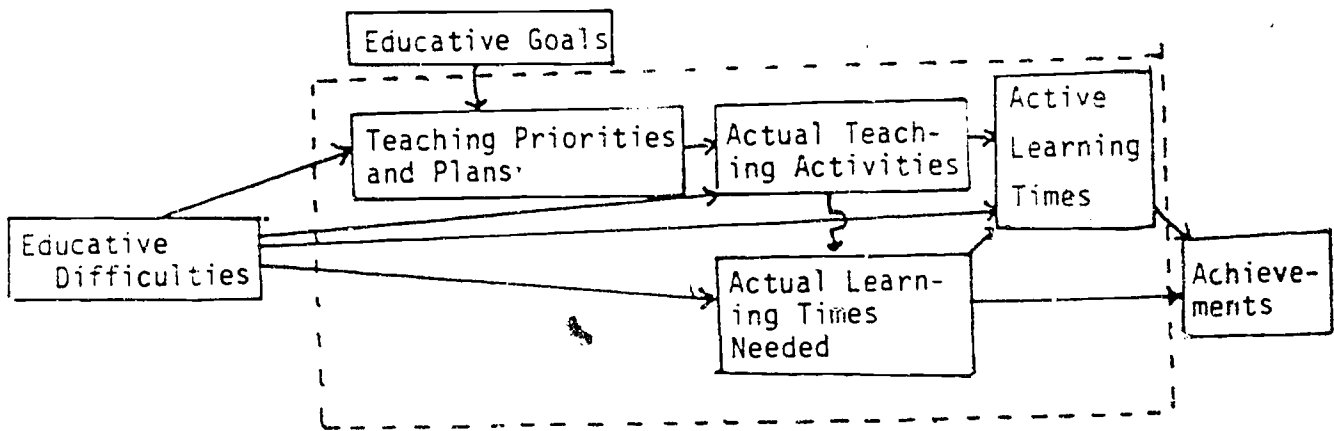 Educative Goals
Teaching Priorities
and Plans
Actual Teach-
ing Activities
Active
Learning
Times
Educative
Difficulties
Actual Learn-
ing Times
Needed
Achieve-
ments